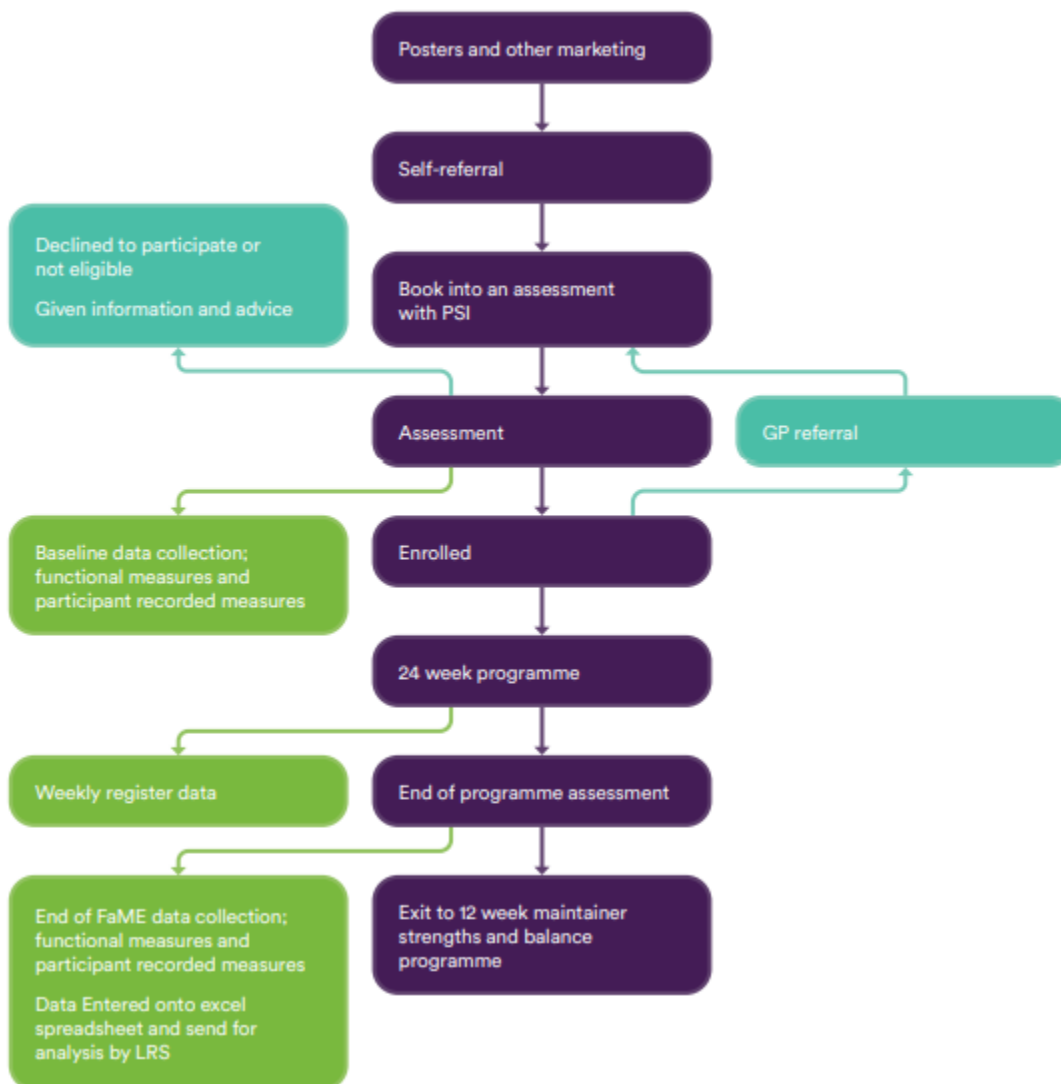 Posters and other marketing
Self-referral
Declined to participate or
not eligible
Given information and advice
Book into an assessment
with PSI
Assessment
GP referral
Baseline data collection;
functional measures and
participant recorded measures
Enrolled
24 week programme
Weekly register data
End of programme assessment
End of FaME data collection;
functional measures and
participant recorded measures
Data Entered onto excel
spreadsheet and send for
analysis by LRS
Exit to 12 week maintainer
strengths and balance
programme